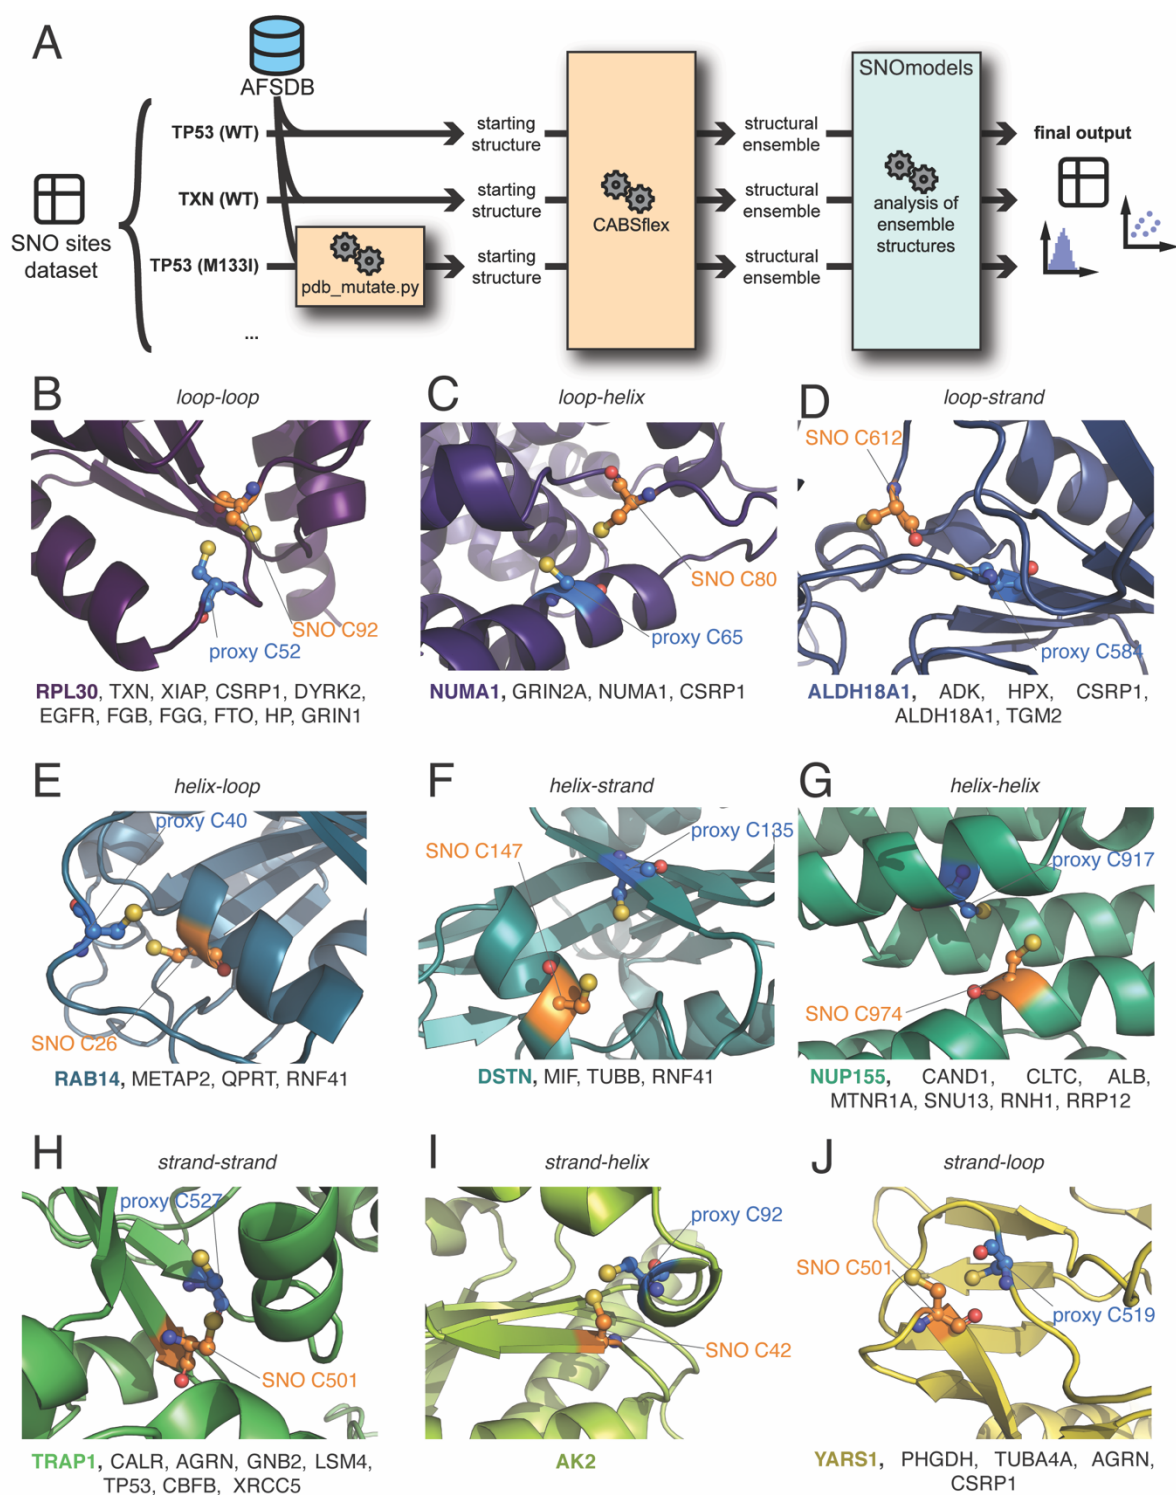 A
AFSDB
SNO sites
dataset
TP53 (WT)
TXN (WT)
TP53 (M133I)
...
pdb_mutate.py
starting
structure
starting
structure
starting
structure
CABSflex
structural
ensemble
structural
ensemble
structural
ensemble
SNOmodels
analysis of
ensemble
structures
final output
B
loop-loop
SNO C92
proxy C52
RPL30, TXN, XIAP, CSRP1, DYRK2,
EGFR, FGB, FGG, FTO, HP, GRIN1
C
loop-helix
SNO C80
proxy C65
NUMA1, GRIN2A, NUMA1, CSRP1
D
loop-strand
SNO C612
proxy C584
ALDH18A1, ADK, HPX, CSRP1,
ALDH18A1, TGM2
E
helix-loop
proxy C40
SNO C26
RAB14, METAP2, QPRT, RNF41
F
helix-strand
proxy C135
SNO C147
DSTN, MIF, TUBB, RNF41
G
helix-helix
proxy C917
SNO C974
NUP155, CAND1, CLTC, ALB,
MTNR1A, SNU13, RNH1, RRP12
H
strand-strand
proxy C527
SNO C501
TRAP1, CALR, AGRN, GNB2, LSM4,
TP53, CBFB, XRCC5
I
strand-helix
proxy C92
SNO C42
AK2
J
strand-loop
SNO C501
proxy C519
YARS1, PHGDH, TUBA4A, AGRN,
CSRP1